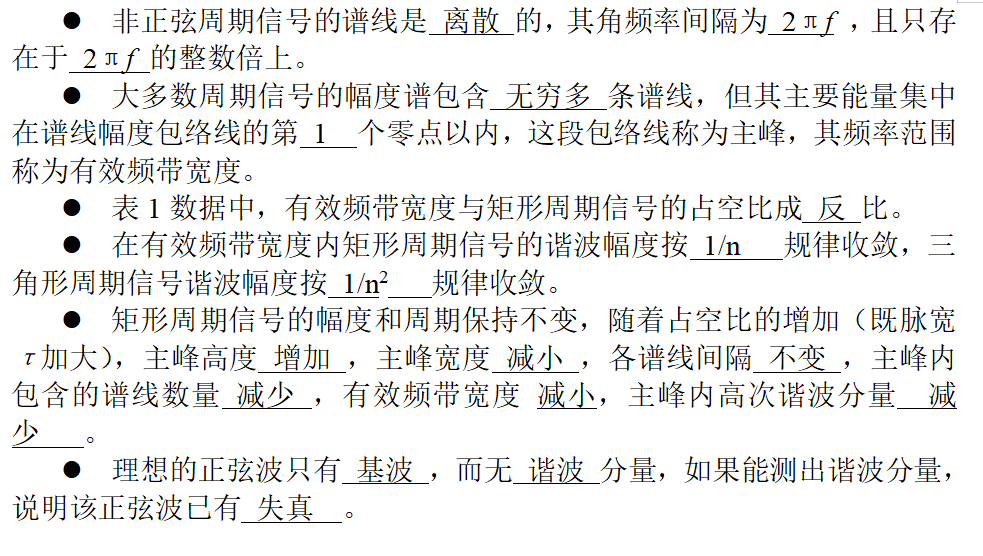 ● 非正弦周期信号的谱线是 离散 的，其角频率间隔为 2πf ，且只存
在于 2πf 的整数倍上。
● 大多数周期信号的幅度谱包含 无穷多 条谱线，但其主要能量集中
在谱线幅度包络线的第 1 个零点以内，这段包络线称为主峰，其频率范围
称为有效频带宽度。
● 表 1 数据中，有效频带宽度与矩形周期信号的占空比成 反 比。
● 在有效频带宽度内矩形周期信号的谐波幅度按 1/n 规律收敛，三
角形周期信号谐波幅度按 1/n² 规律收敛。
● 矩形周期信号的幅度和周期保持不变，随着占空比的增加（既脉宽
τ加大），主峰高度 增加 ，主峰宽度 减小 ，各谱线间隔 不变 ，主峰内
包含的谱线数量 减少 ，有效频带宽度 减小，主峰内高次谐波分量 减
少 。
● 理想的正弦波只有 基波 ，而无 谐波 分量，如果能测出谐波分量，
说明该正弦波已有 失真 。